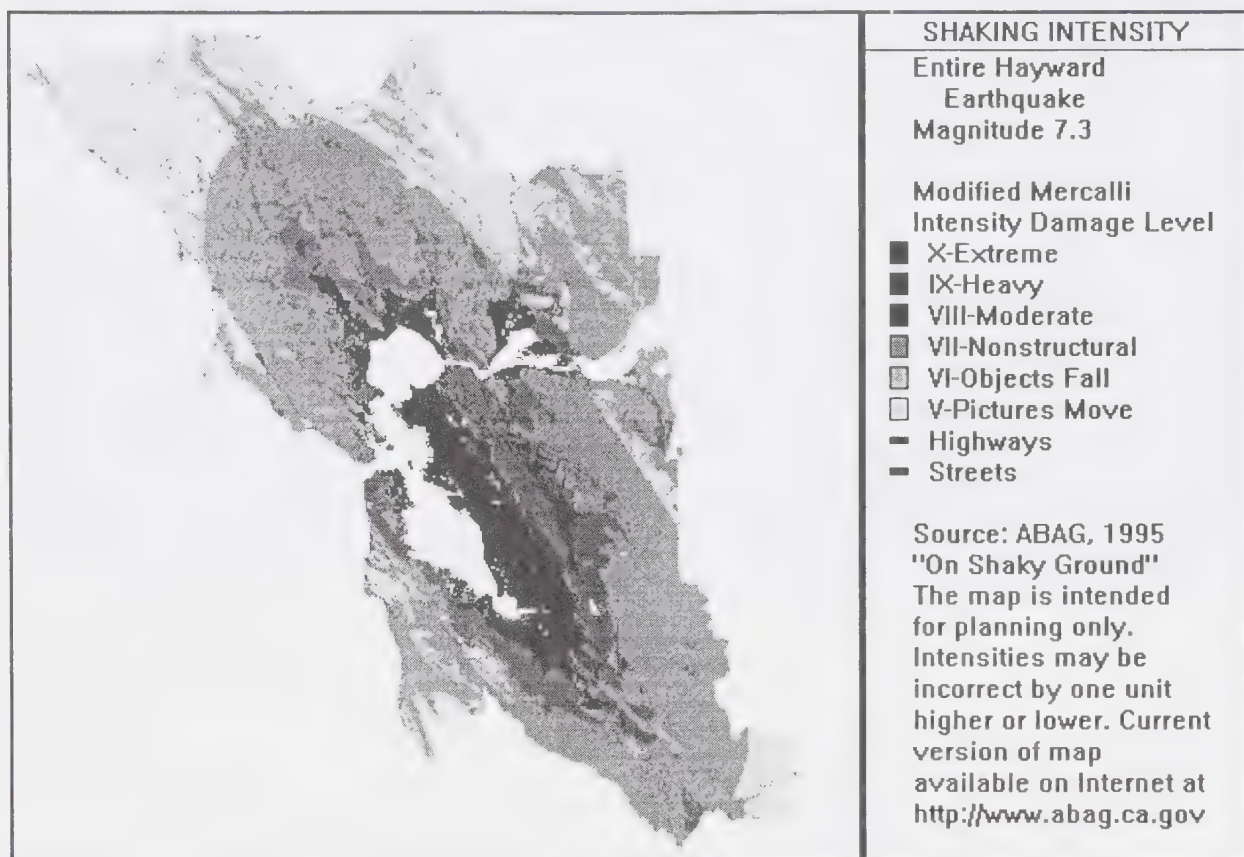 SHAKING INTENSITY
Entire Hayward
Earthquake
Magnitude 7.3
Modified Mercalli
Intensity Damage Level
X-Extreme
IX-Heavy
VIII-Moderate
VII-Nonstructural
VI-Objects Fall
V-Pictures Move
Highways
Streets
Source: ABAG, 1995
"On Shaky Ground"
The map is intended
for planning only.
Intensities may be
incorrect by one unit
higher or lower. Current
version of map
available on Internet at
http://www.abag.ca.gov